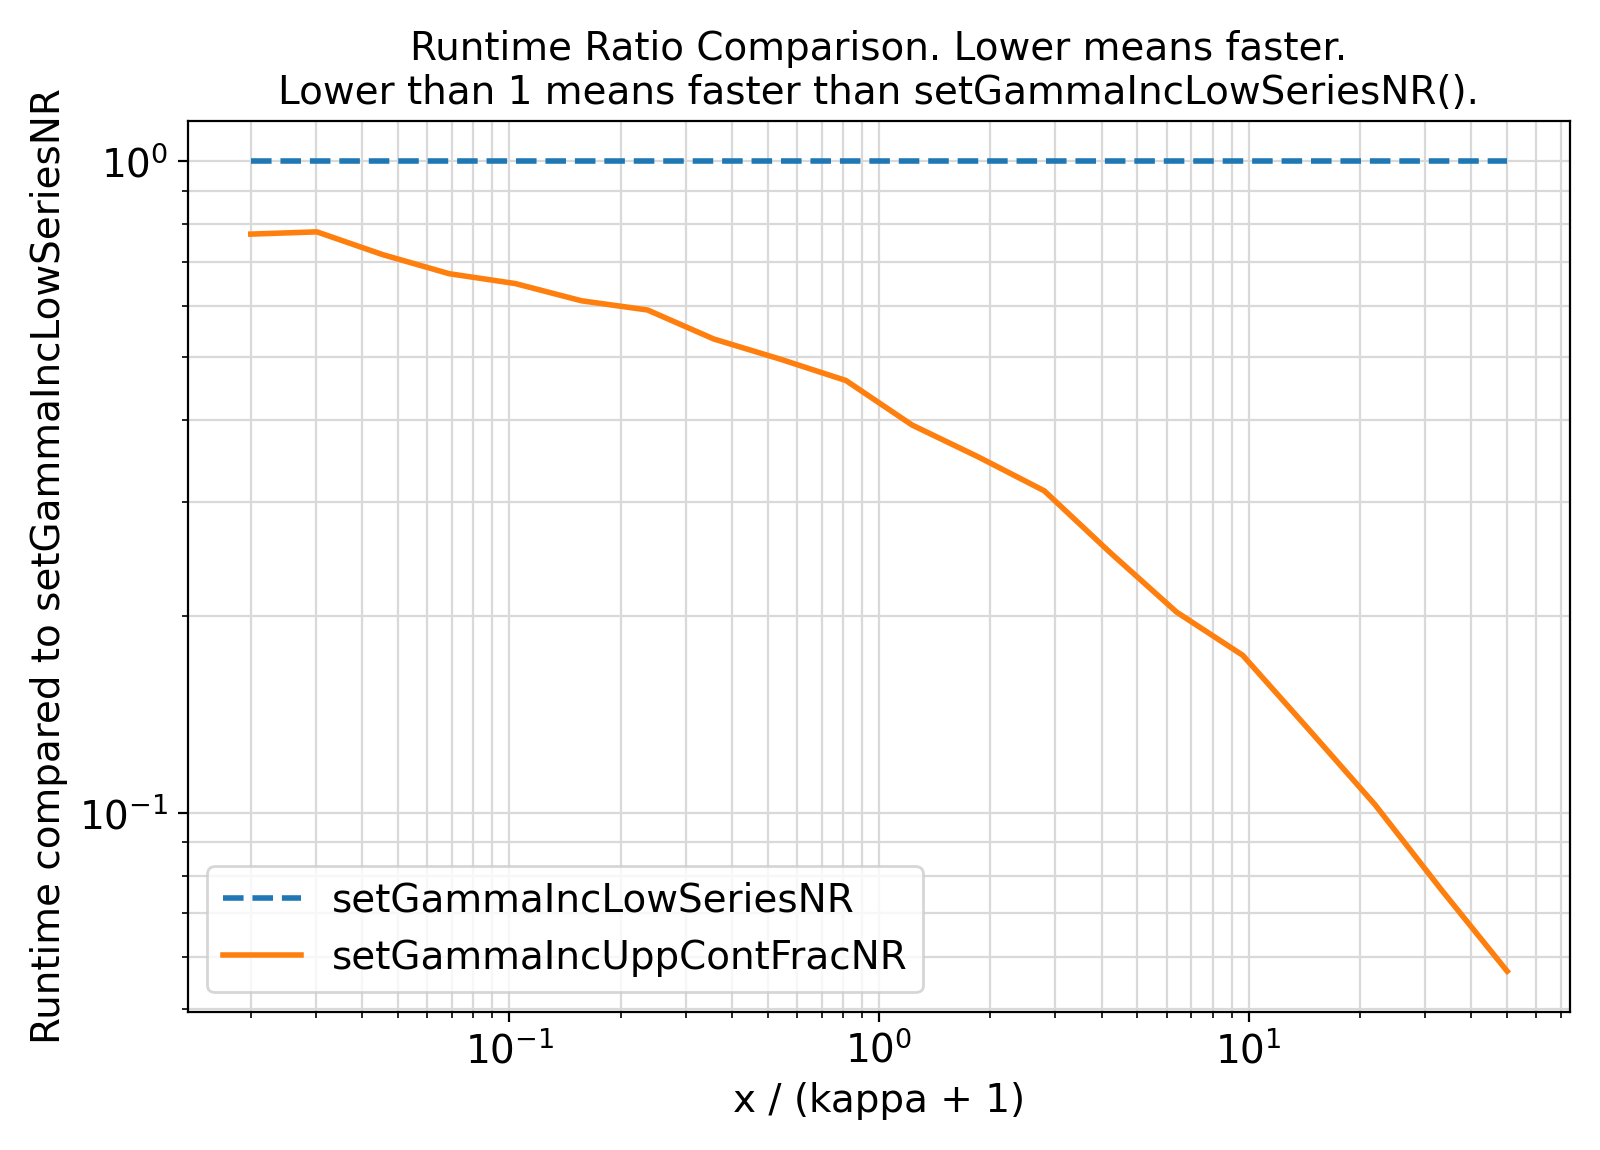 Runtime Ratio Comparison. Lower means faster.
Lower than 1 means faster than setGammaIncLowSeriesNR().
Runtime compared to setGammaIncLowSeriesNR
10⁰
10⁻¹
setGammaIncLowSeriesNR
setGammaIncUppContFracNR
10⁻¹
10⁰
10¹
x / (kappa + 1)